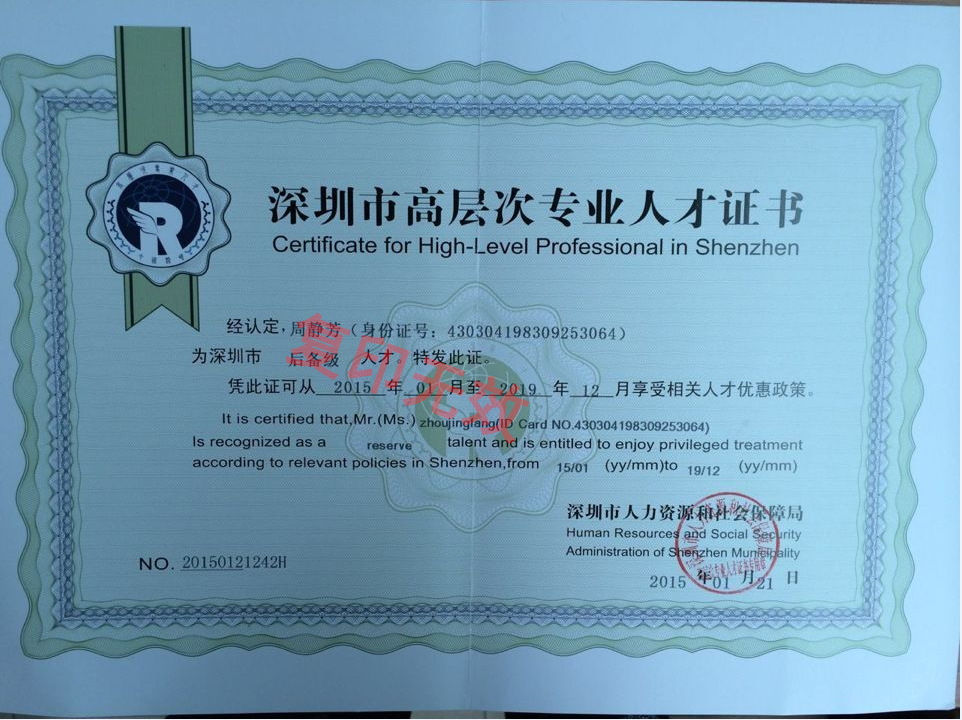 深圳市高层次专业人才证书
Certificate for High-Level Professional in Shenzhen
R
经认定,周静芳（身份证号：430304198309253064）
为深圳市 后备级 人才。特发此证。
凭此证可从 2015 年 01 月至 2019 年 12 月享受相关人才优惠政策。
复印无效
It is certified that,Mr.(Ms.) zhoujingfang(ID Card NO.430304198309253064)
Is recognized as a reserve talent and is entitled to enjoy privileged treatment
according to relevant policies in Shenzhen,from 15/01 (yy/mm)to 19/12 (yy/mm)
深圳市人力资源和社会保障局
Human Resources and Social Security
Administration of Shenzhen Municipality
NO. 20150121242H
2015 年 01 月 21 日